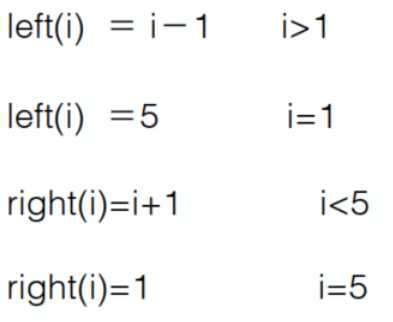 left(i) = i−1 i>1
left(i) =5 i=1
right(i)=i+1 i<5
right(i)=1 i=5